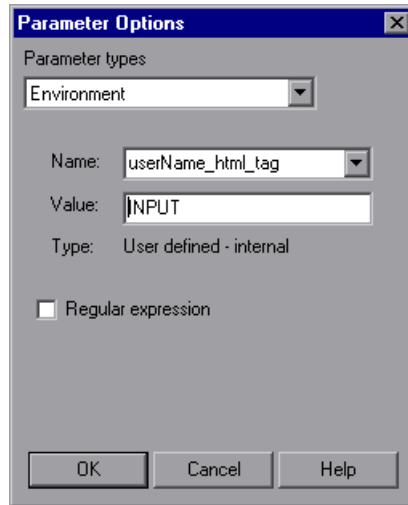 Parameter Options
Parameter types
Environment
Name: userName_html_tag
Value: INPUT
Type: User defined - internal
Regular expression
OK Cancel Help